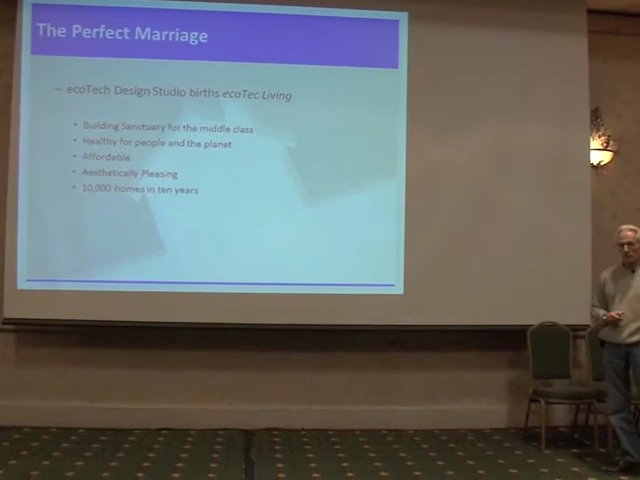 The Perfect Marriage
– ecoTech Design Studio births ecoTec Living
• Building Sanctuary for the middle class
• Healthy for people and the planet
• Affordable
• Aesthetically Pleasing
• 10,000 homes in ten years